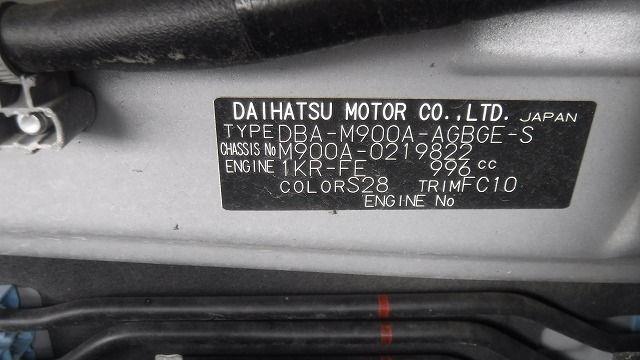 DAIHATSU MOTOR CO.,LTD. JAPAN
TYPE DBA-M900A-AGBGE-S
CHASSIS No M900A-0219822
ENGINE 1KR-FE 996 cc
COLOR S28 TRIM FC10
ENGINE No